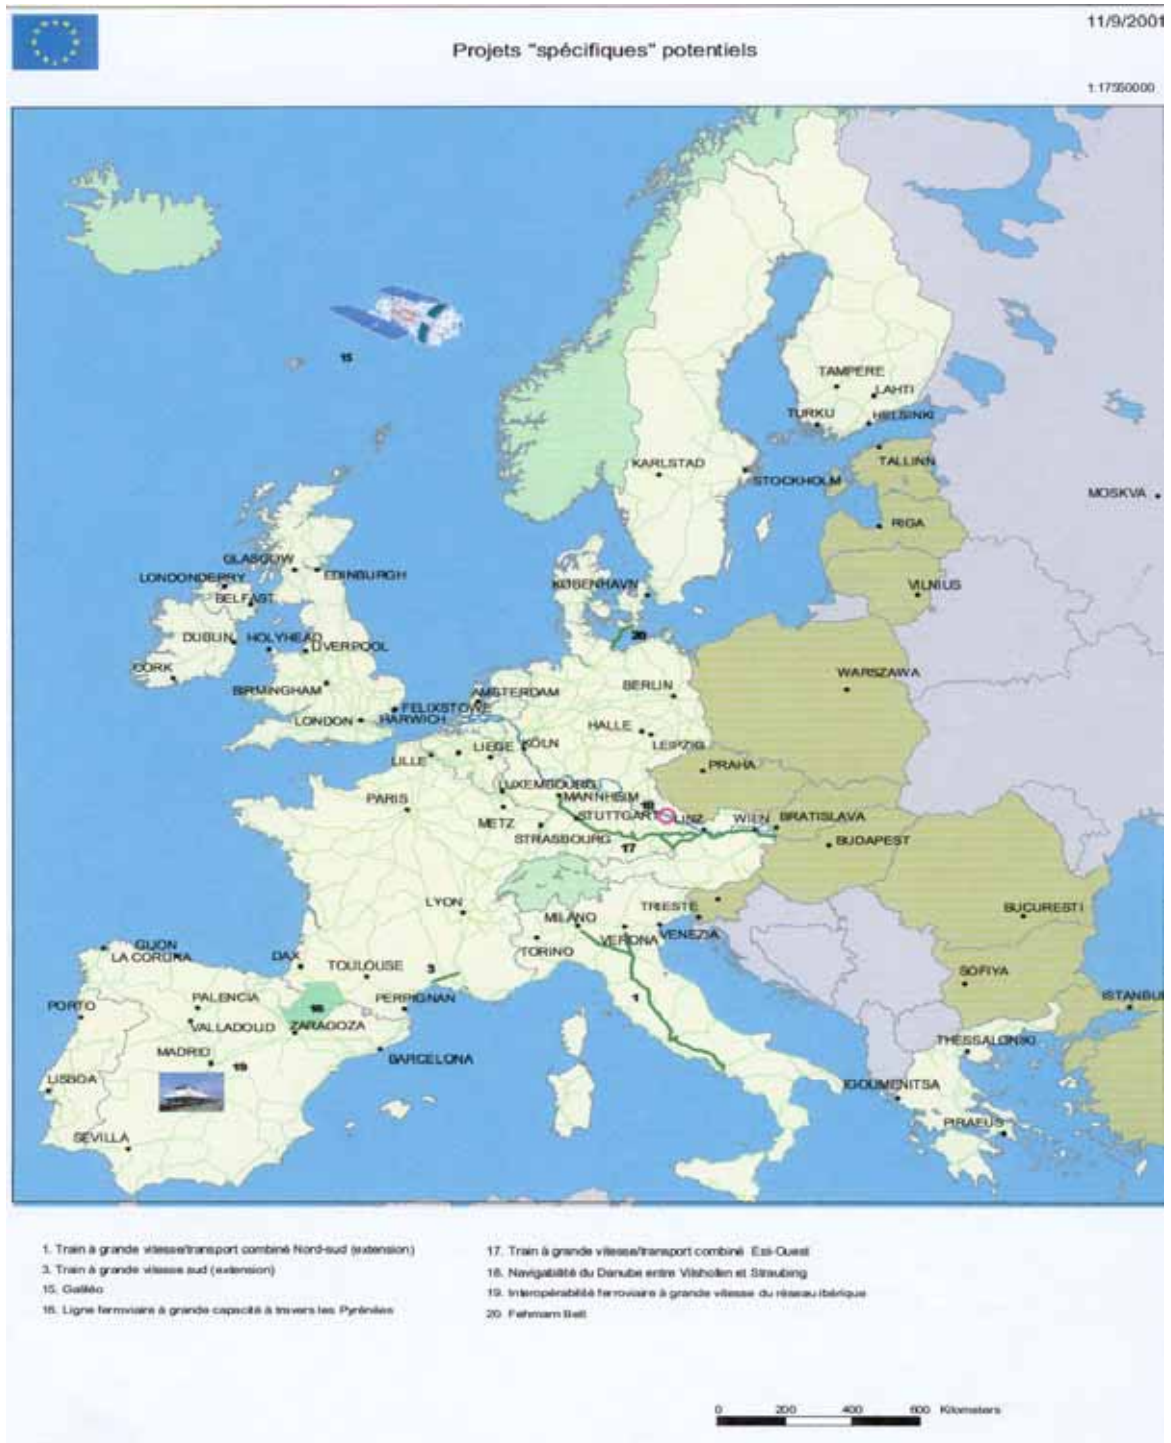 11/9/2001
Projets "spécifiques" potentiels
1:17550000
15
TAMPERE
LAHTI
TURKU
HELSINKI
TALLINN
KARLSTAD
STOCKHOLM
MOSKVA
RIGA
GLASGOW
EDINBURGH
LONDONDERRY
BELFAST
KØBENHAVN
VILNIUS
DUBLIN
HOLYHEAD
LIVERPOOL
20
CORK
BIRMINGHAM
WARSZAWA
AMSTERDAM
BERLIN
FELIXSTOWE
LONDON
HARWICH
HALLE
LEIPZIG
LILLE
LIEGE
KÖLN
PRAHA
LUXEMBOURG
MANNHEIM
PARIS
18
METZ
STUTTGART
LINZ
WIEN
BRATISLAVA
STRASBOURG
17
BUDAPEST
LYON
MILANO
TRIESTE
BUCURESTI
VERONA
VENEZIA
TORINO
GIJON
LA CORUNA
DAX
TOULOUSE
3
SOFIYA
PORTO
PALENCIA
16
PERPIGNAN
1
ISTANBUL
VALLADOLID
ZARAGOZA
THESSALONIKI
MADRID
19
BARCELONA
LISBOA
IGOUMENITSA
SEVILLA
PIRAEUS
1. Train à grande vitesse/transport combiné Nord-sud (extension)
3. Train à grande vitesse sud (extension)
15. Galiléo
16. Ligne ferroviaire à grande capacité à travers les Pyrénées
17. Train à grande vitesse/transport combiné Est-Ouest
18. Navigabilité du Danube entre Vilshofen et Straubing
19. Interopérabilité ferroviaire à grande vitesse du réseau ibérique
20 Fehmarn Belt
0 200 400 600 Kilometers